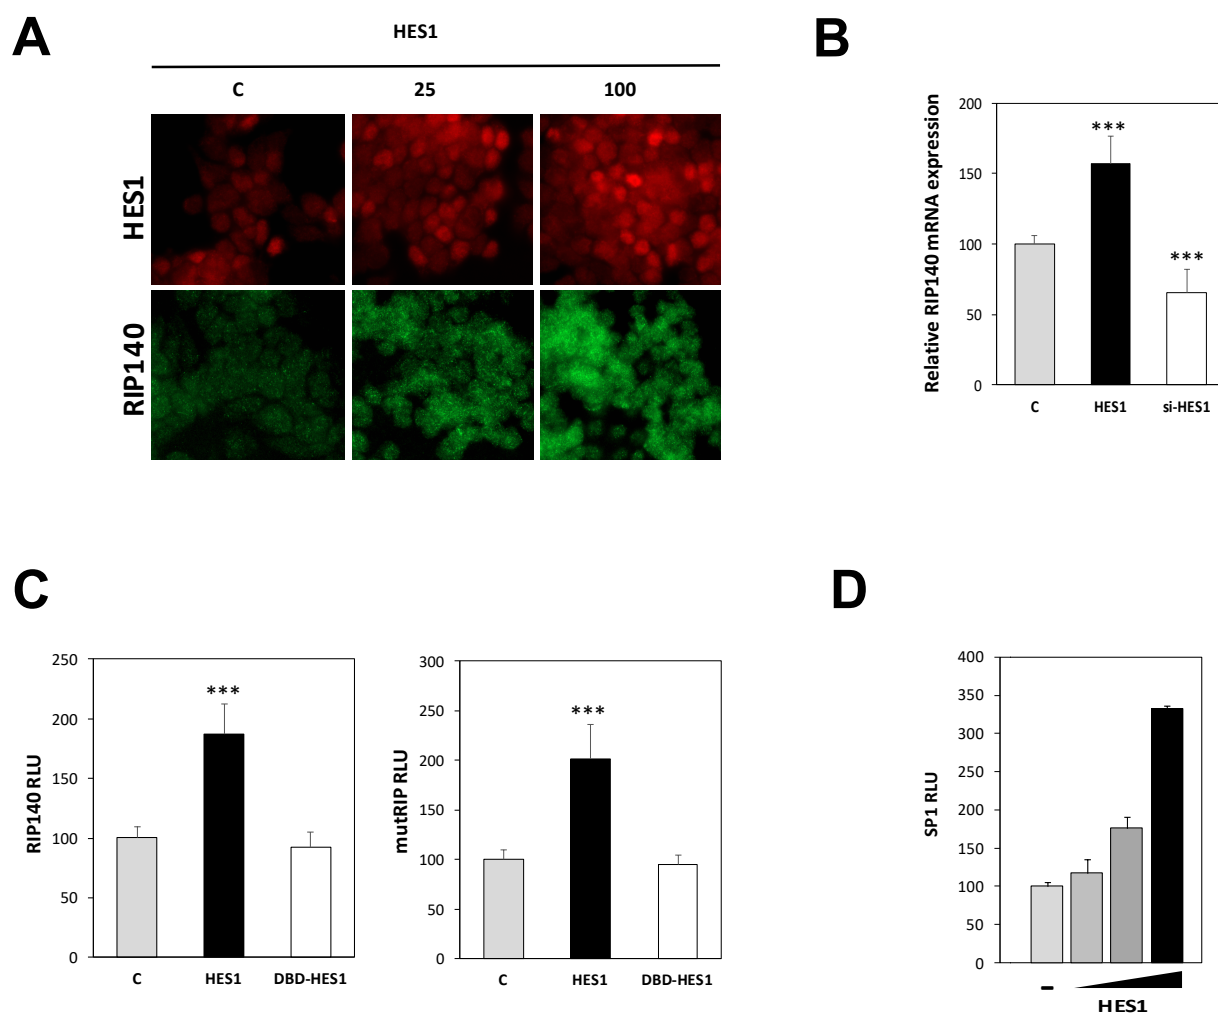 A
HES1
C 25 100
HES1
RIP140
B
Relative RIP140 mRNA expression
200
150
100
50
0
***
***
C HES1 si-HES1
C
RIP140 RLU
250
200
150
100
50
0
***
C HES1 DBD-HES1
mutRIP RLU
300
250
200
150
100
50
0
***
C HES1 DBD-HES1
D
SP1 RLU
400
350
300
250
200
150
100
50
0
-
HES1